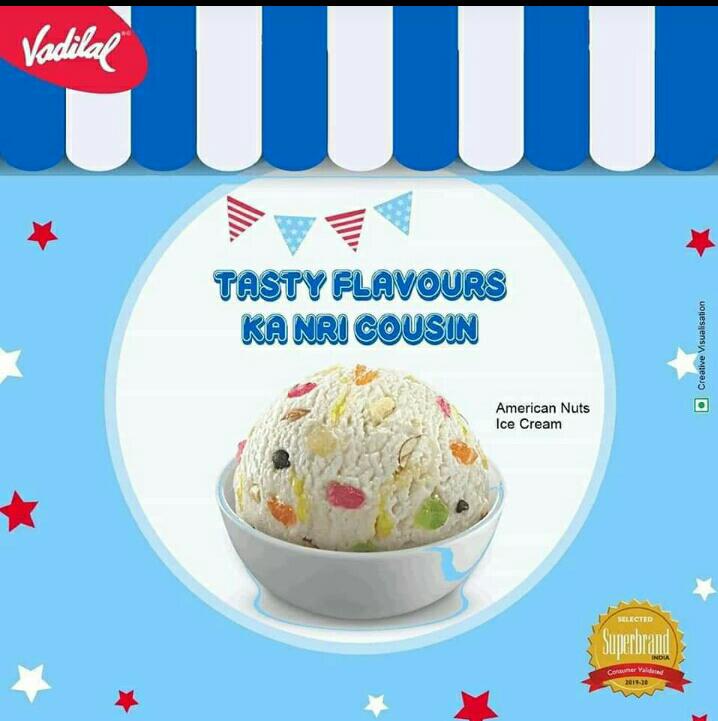 Vadilal
TASTY FLAVOURS
KA NRI COUSIN
American Nuts
Ice Cream
Creative Visualisation
SELECTED
Superbrand
INDIA
Consumer Validated
2019-20